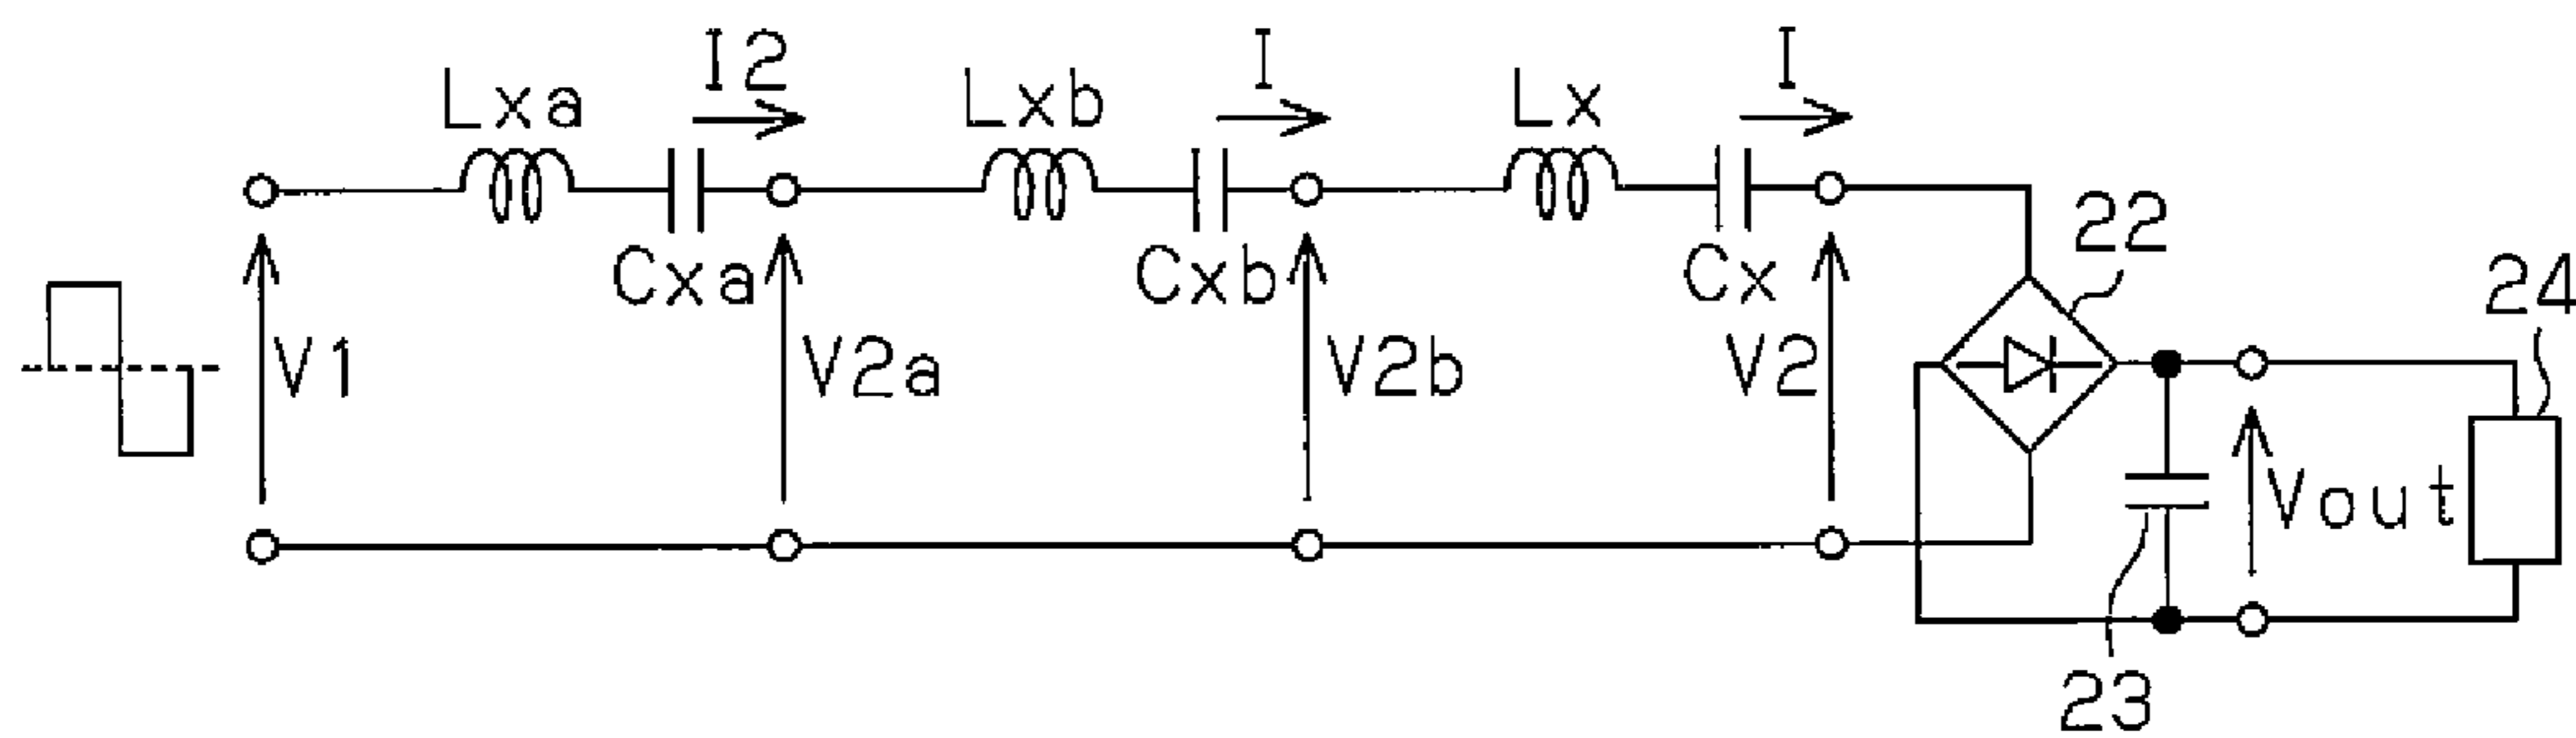 I2 I I
Lxa Lxb Lx
22
Cxa Cxb Cx 24
V1 V2a V2b V2
Vout
23